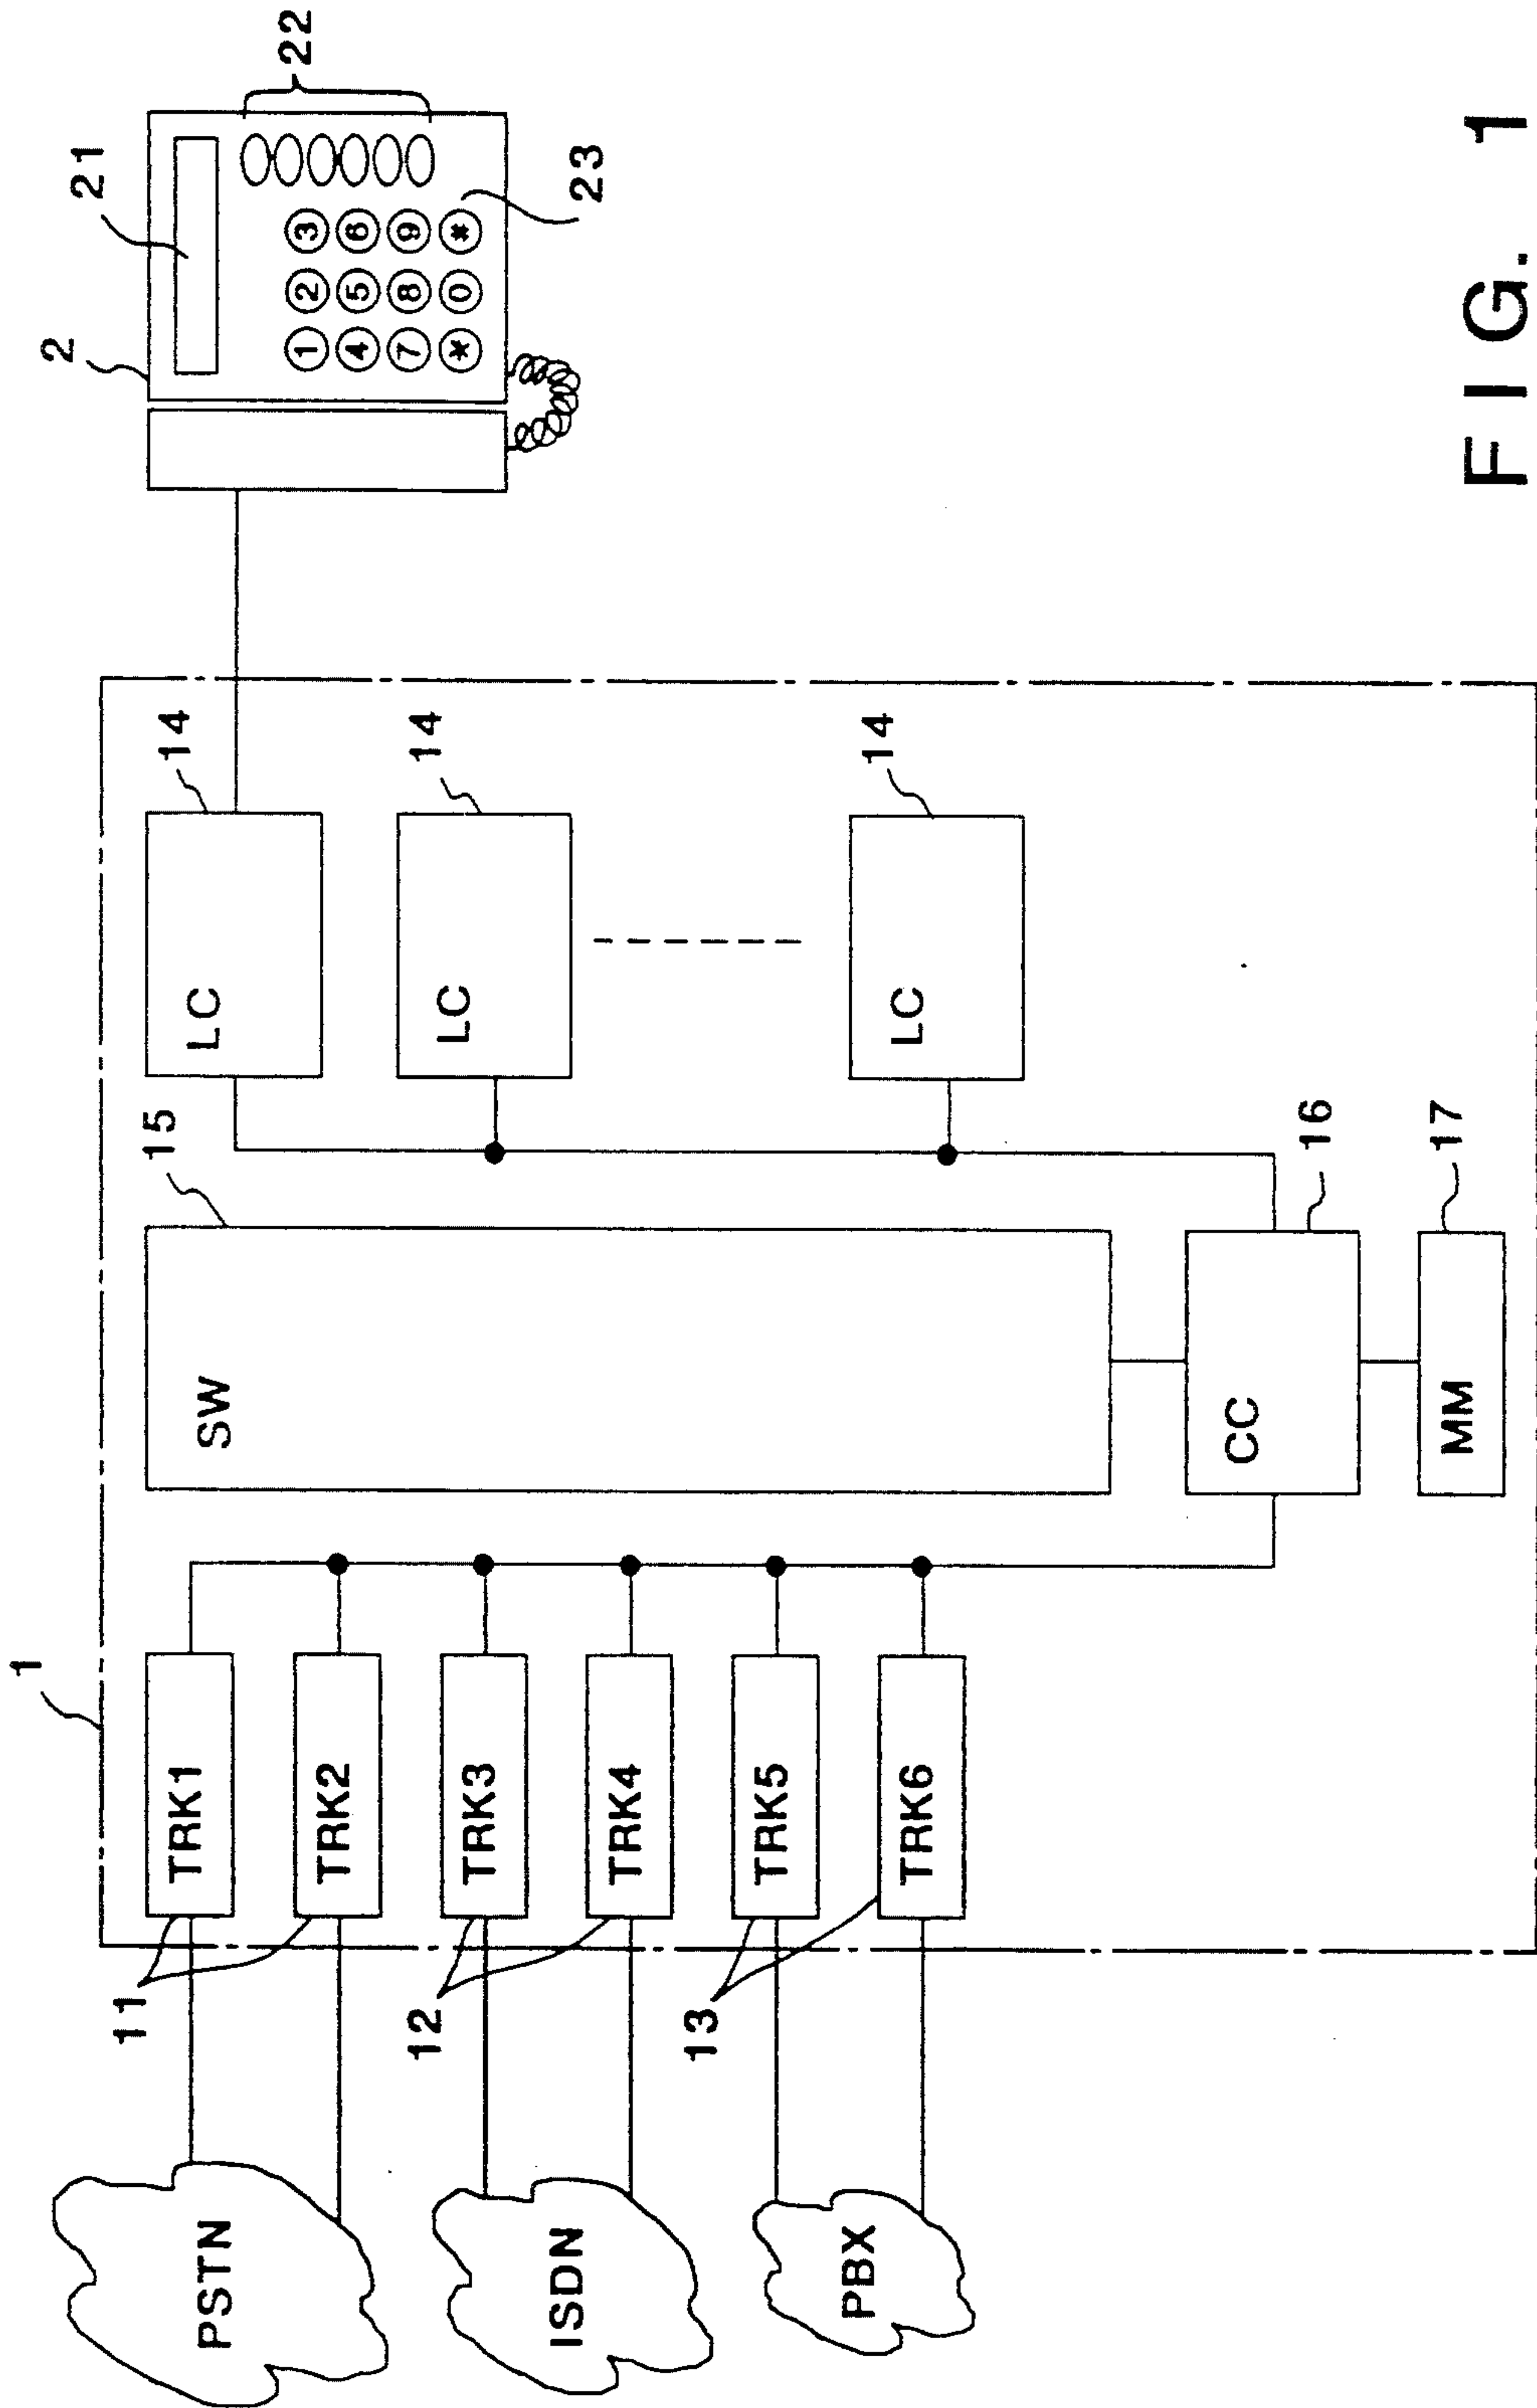 1
PSTN
ISDN
PBX
11
12
13
TRK1
TRK2
TRK3
TRK4
TRK5
TRK6
SW
15
CC
16
MM
17
LC
14
LC
14
LC
14
2
21
22
23
1 2 3
4 5 6
7 8 9
* 0 #
FIG. 1